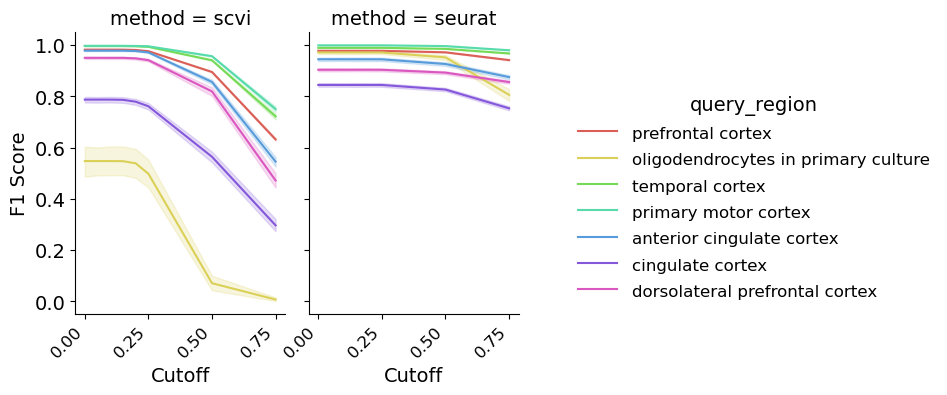 method = scvi
method = seurat
F1 Score
1.0
0.8
0.6
0.4
0.2
0.0
0.00 0.25 0.50 0.75
0.00 0.25 0.50 0.75
Cutoff
Cutoff
query_region
prefrontal cortex
oligodendrocytes in primary culture
temporal cortex
primary motor cortex
anterior cingulate cortex
cingulate cortex
dorsolateral prefrontal cortex